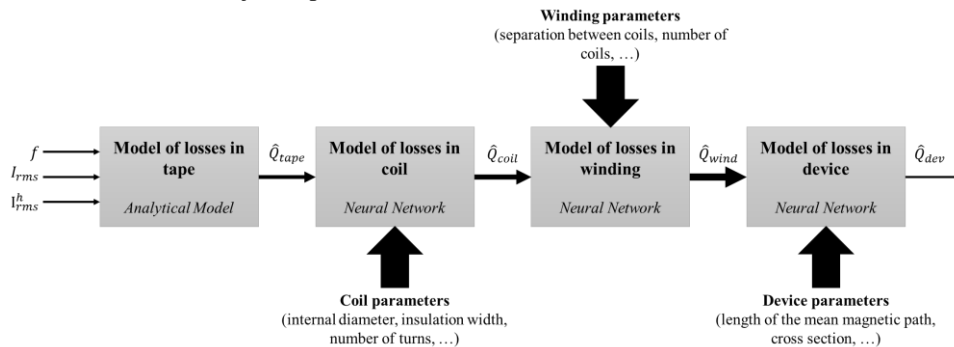 Winding parameters
(separation between coils, number of
coils, …)
f
I_rms
I^h_rms
Model of losses in
tape
Analytical Model
Q̂_tape
Model of losses in
coil
Neural Network
Q̂_coil
Model of losses in
winding
Neural Network
Q̂_wind
Model of losses in
device
Neural Network
Q̂_dev
Coil parameters
(internal diameter, insulation width,
number of turns, …)
Device parameters
(length of the mean magnetic path,
cross section, …)